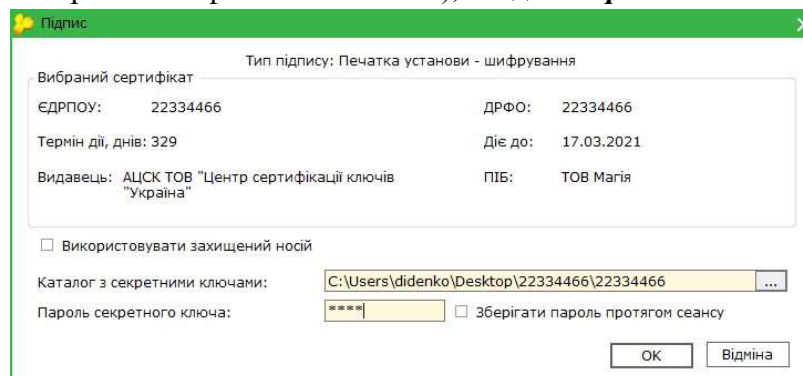 Підпис
Тип підпису: Печатка установи - шифрування
Вибраний сертифікат
ЄДРПОУ: 22334466 ДРФО: 22334466
Термін дії, днів: 329 Діє до: 17.03.2021
Видавець: АЦСК ТОВ "Центр сертифікації ключів "Україна" ПІБ: ТОВ Магія
Використовувати захищений носій
Каталог з секретними ключами: C:\Users\didenko\Desktop\22334466\22334466 ...
Пароль секретного ключа: **** Зберігати пароль протягом сеансу
OK Відміна